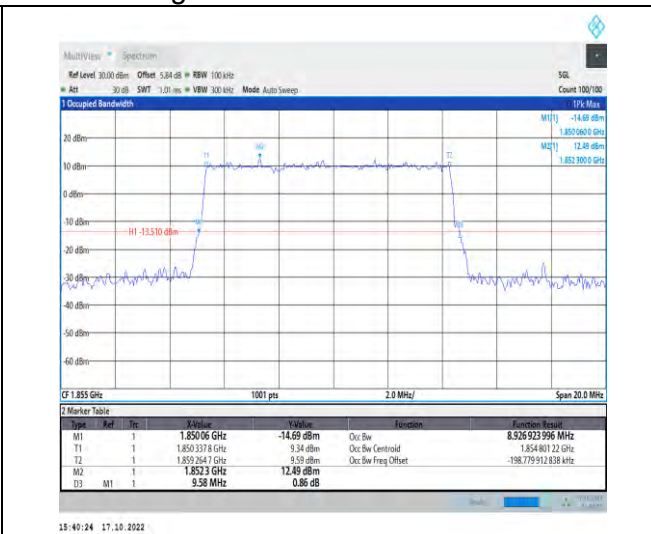 MultiView Spectrum
Ref Level 30.00 dBm Offset 5.84 dB RBW 100 kHz SGL
Att 30 dB SWT 1.01 ms VBW 300 kHz Mode Auto Sweep Count 100/100
1 Occupied Bandwidth 1Pk Max
M1[1] -14.69 dBm
1.850060 0 GHz
M2[1] 12.49 dBm
1.852 300 0 GHz
20 dBm
T1 M2 T2
10 dBm
0 dBm
-10 dBm
H1 -13.510 dBm
-20 dBm
-30 dBm
-40 dBm
-50 dBm
-60 dBm
CF 1.855 GHz 1001 pts 2.0 MHz/ Span 20.0 MHz
2 Marker Table
Type Ref Trc X-Value Y-Value Function Function Result
M1 1 1.85006 GHz -14.69 dBm Occ Bw 8.926 923 996 MHz
T1 1 1.850 337 8 GHz 9.34 dBm Occ Bw Centroid 1.854 801 22 GHz
T2 1 1.859 264 7 GHz 9.59 dBm Occ Bw Freq Offset -198.779 912 838 kHz
M2 1 1.8523 GHz 12.49 dBm
D3 M1 1 9.58 MHz 0.86 dB
15:40:24 17.10.2022